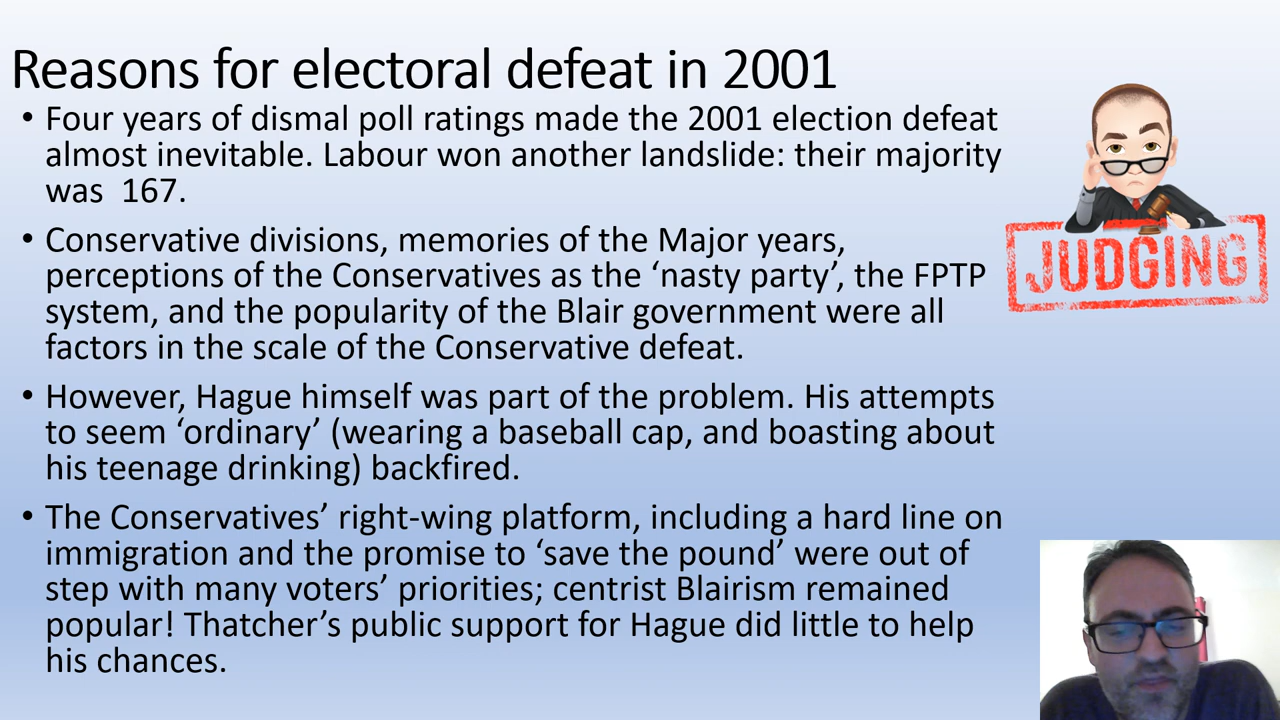 Reasons for electoral defeat in 2001
• Four years of dismal poll ratings made the 2001 election defeat
almost inevitable. Labour won another landslide: their majority
was  167.
• Conservative divisions, memories of the Major years,
perceptions of the Conservatives as the ‘nasty party’, the FPTP
system, and the popularity of the Blair government were all
factors in the scale of the Conservative defeat.
• However, Hague himself was part of the problem. His attempts
to seem ‘ordinary’ (wearing a baseball cap, and boasting about
his teenage drinking) backfired.
• The Conservatives’ right-wing platform, including a hard line on
immigration and the promise to ‘save the pound’ were out of
step with many voters’ priorities; centrist Blairism remained
popular! Thatcher’s public support for Hague did little to help
his chances.
JUDGING